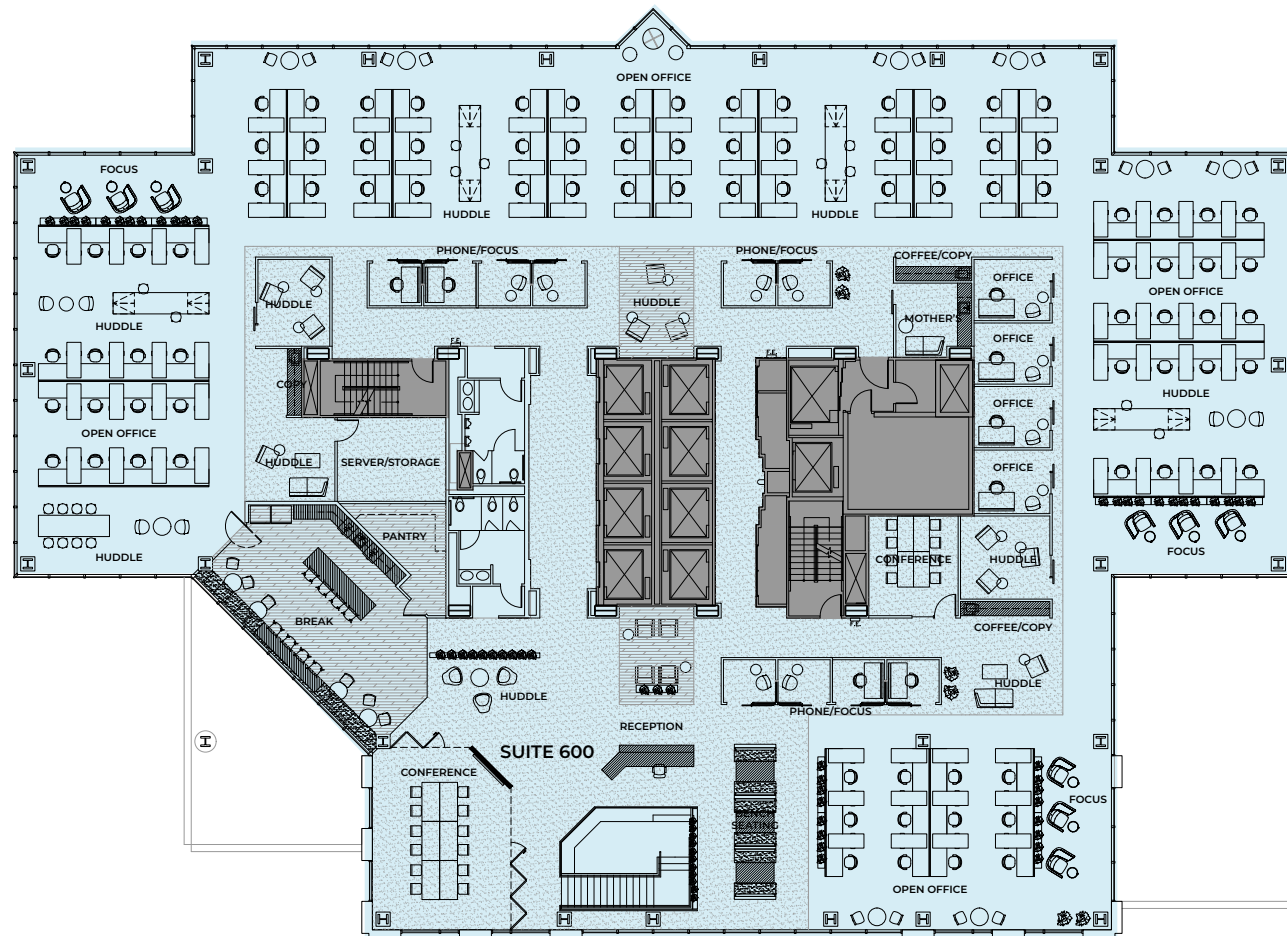 OPEN OFFICE
FOCUS
HUDDLE
HUDDLE
PHONE/FOCUS
PHONE/FOCUS
COFFEE/COPY
OFFICE
OPEN OFFICE
HUDDLE
HUDDLE
HUDDLE
MOTHER'S
OFFICE
COPY
HUDDLE
OFFICE
OPEN OFFICE
HUDDLE
SERVER/STORAGE
OFFICE
PANTRY
HUDDLE
FOCUS
CONFERENCE
HUDDLE
BREAK
COFFEE/COPY
HUDDLE
HUDDLE
PHONE/FOCUS
RECEPTION
SUITE 600
CONFERENCE
FOCUS
SEATING
OPEN OFFICE